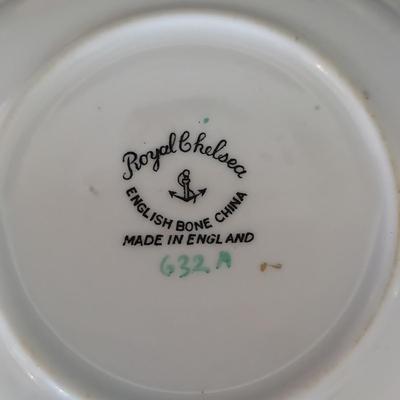 Royal Chelsea
ENGLISH BONE CHINA
MADE IN ENGLAND
632 A